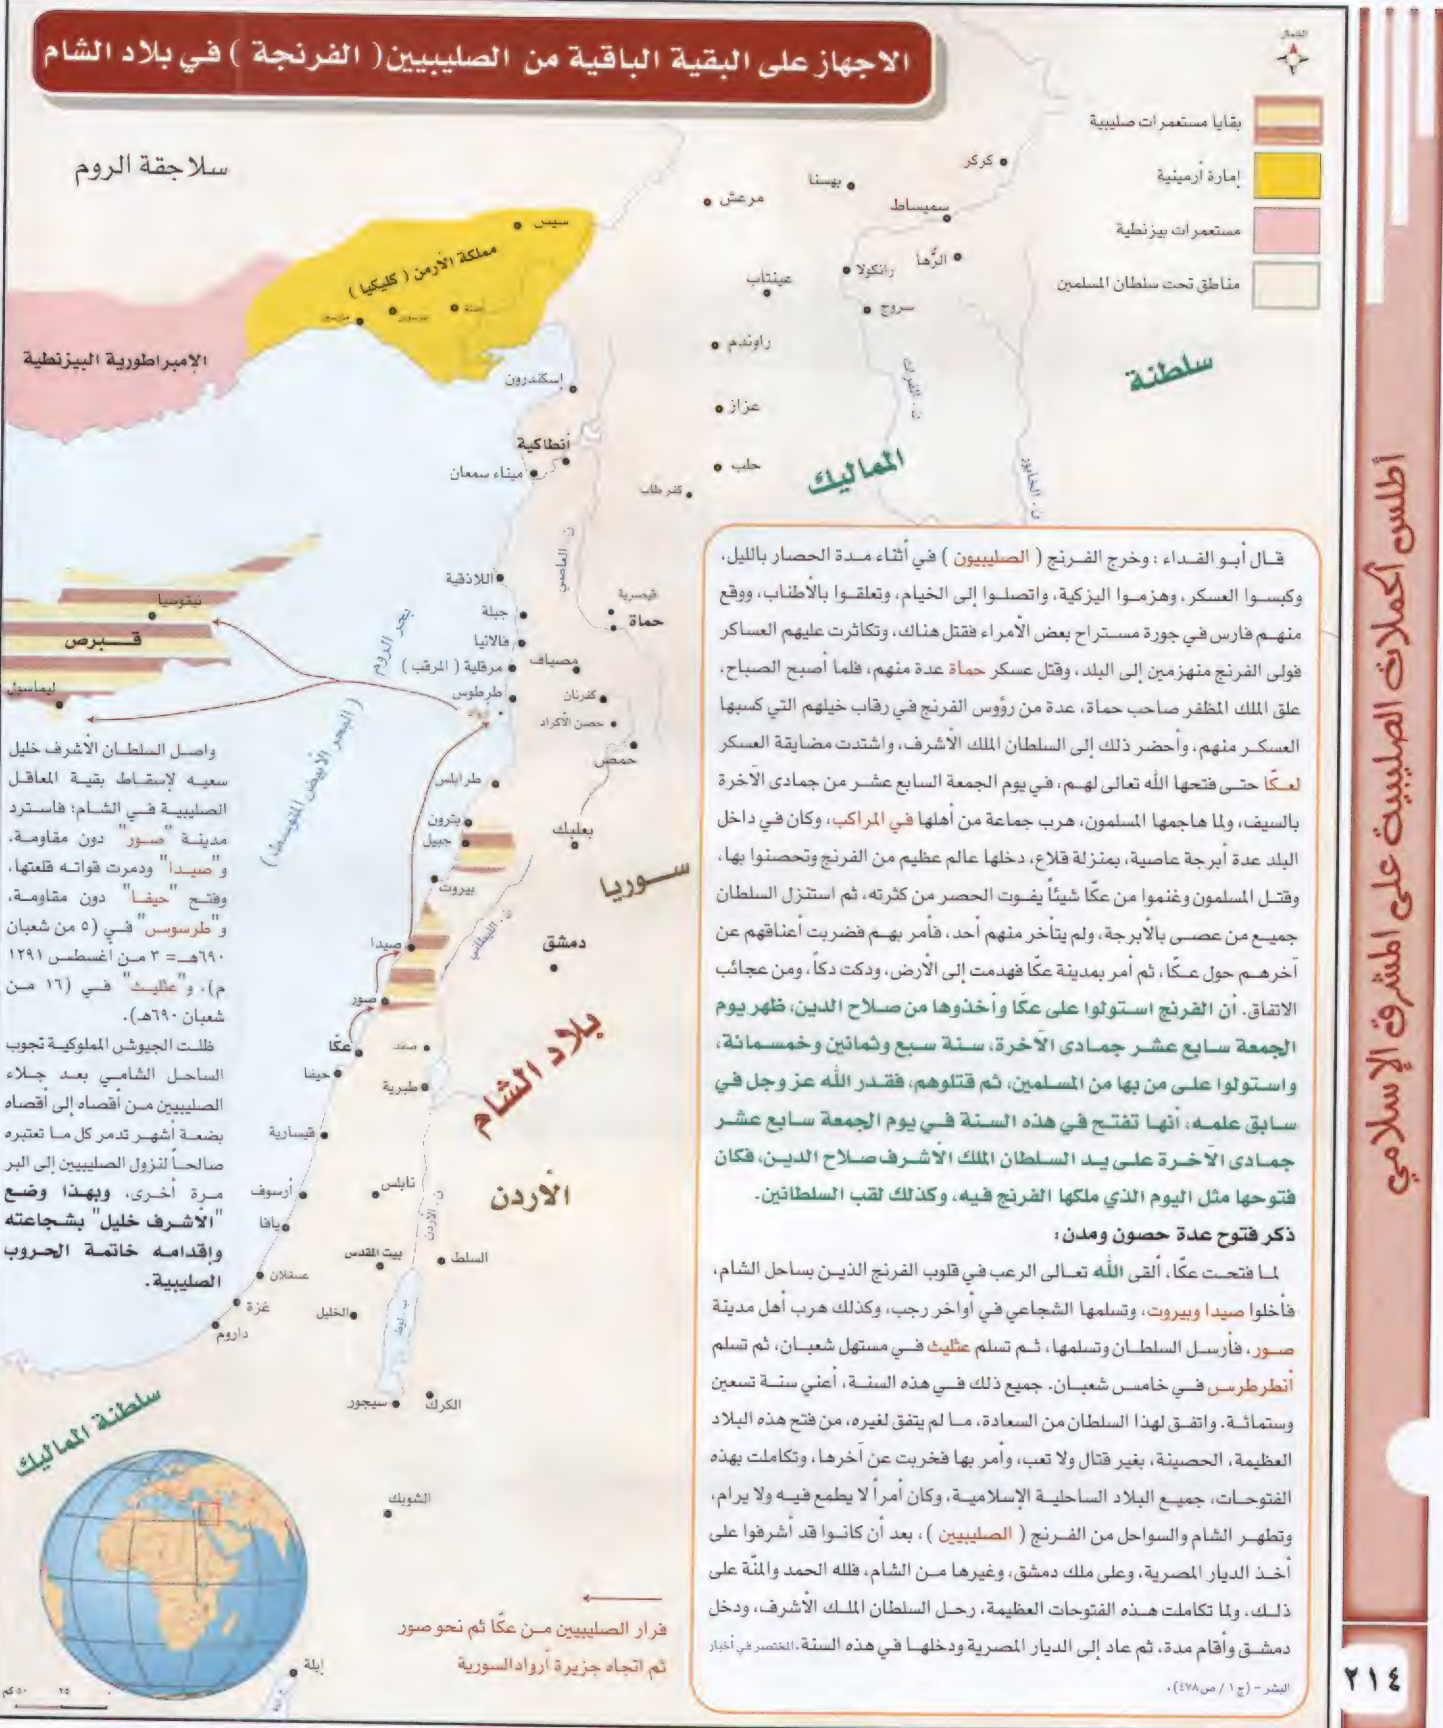 الاجهاز على البقية الباقية من الصليبيين ( الفرنجة ) في بلاد الشام
الشمال
بقايا مستعمرات صليبية
إمارة أرمينية
مستعمرات بيزنطية
مناطق تحت سلطان المسلمين
سلاجقة الروم
كركر
بهسنا
مرعش
سميساط
سيس
مملكة الأرمن ( كليكيا )
الرُّها
رانكولا
عينتاب
سروج
أضنة
طرسوس
الإمبراطورية البيزنطية
راوندم
سلطنة
إسكندرون
ن. الفرات
عزاز
أنطاكية
ميناء سمعان
حلب
المماليك
ن. الخابور
كفر طاب
ن. العاصي
اللاذقية
نيقوسيا
قبرص
جبلة
قيصرية
حماة
فالانيا
بحر الروم
( البحر الأبيض المتوسط )
مرقلية ( المرقب )
مصياف
ليماسول
طرطوس
كفرنان
حصن الأكراد
حمص
طرابلس
بترون
جبيل
بعلبك
سوريا
بيروت
ن. الليطاني
دمشق
صيدا
صور
بلاد الشام
عكّا
صفد
حيفا
طبرية
قيسارية
الأردن
أرسوف
نابلس
ن. الأردن
يافا
بيت المقدس
السلط
عسقلان
غزة
الخليل
داروم
ب. لوط
سيجور
الكرك
سلطنة المماليك
الشوبك
إيلة
٢٥
٥٠ كم
واصل السلطان الأشرف خليل
سعيه لإسقاط بقية المعاقل
الصليبية في الشام؛ فاسترد
مدينة "صور" دون مقاومة،
و"صيدا" ودمرت قواته قلعتها،
وفتح "حيفا" دون مقاومة،
و"طرسوس" في (٥ من شعبان
٦٩٠هـ= ٣ من أغسطس ١٢٩١
م)، و"عثليث" في (١٦ من
شعبان ٦٩٠هـ).
ظلت الجيوش المملوكية تجوب
الساحل الشامي بعد جلاء
الصليبيين من أقصاه إلى أقصاه
بضعة أشهر تدمر كل ما تعتبره
صالحاً لنزول الصليبيين إلى البر
مرة أخرى، وبهذا وضع
"الأشرف خليل" بشجاعته
وإقدامه خاتمة الحروب
الصليبية.
قال أبو الفداء : وخرج الفرنج ( الصليبيون ) في أثناء مدة الحصار بالليل،
وكبسوا العسكر، وهزموا اليزكية، واتصلوا إلى الخيام، وتعلقوا بالأطناب، ووقع
منهم فارس في جورة مستراح بعض الأمراء فقتل هناك، وتكاثرت عليهم العساكر
فولى الفرنج منهزمين إلى البلد، وقتل عسكر حماة عدة منهم، فلما أصبح الصباح،
علق الملك المظفر صاحب حماة، عدة من رؤوس الفرنج في رقاب خيلهم التي كسبها
العسكر منهم، وأحضر ذلك إلى السلطان الملك الأشرف، واشتدت مضايقة العسكر
لعكّا حتى فتحها الله تعالى لهم، في يوم الجمعة السابع عشر من جمادى الآخرة
بالسيف، ولما هاجمها المسلمون، هرب جماعة من أهلها في المراكب، وكان في داخل
البلد عدة أبرجة عاصية، بمنزلة قلاع، دخلها عالم عظيم من الفرنج وتحصنوا بها،
وقتل المسلمون وغنموا من عكّا شيئاً يفوت الحصر من كثرته، ثم استنزل السلطان
جميع من عصى بالأبرجة، ولم يتأخر منهم أحد، فأمر بهم فضربت أعناقهم عن
آخرهم حول عكّا، ثم أمر بمدينة عكّا فهدمت إلى الأرض، ودكت دكاً، ومن عجائب
الاتفاق، أن الفرنج استولوا على عكّا وأخذوها من صلاح الدين، ظهر يوم
الجمعة سابع عشر جمادى الآخرة، سنة سبع وثمانين وخمسمائة،
واستولوا على من بها من المسلمين، ثم قتلوهم، فقدر الله عز وجل في
سابق علمه، أنها تفتح في هذه السنة في يوم الجمعة سابع عشر
جمادى الآخرة على يد السلطان الملك الأشرف صلاح الدين، فكان
فتوحها مثل اليوم الذي ملكها الفرنج فيه، وكذلك لقب السلطانين.
ذكر فتوح عدة حصون ومدن:
لما فتحت عكّا، ألقى الله تعالى الرعب في قلوب الفرنج الذين بساحل الشام،
فأخلوا صيدا وبيروت، وتسلمها الشجاعي في أواخر رجب، وكذلك هرب أهل مدينة
صور، فأرسل السلطان وتسلمها، ثم تسلم عثليث في مستهل شعبان، ثم تسلم
أنطرطرس في خامس شعبان، جميع ذلك في هذه السنة، أعني سنة تسعين
وستمائة. واتفق لهذا السلطان من السعادة، ما لم يتفق لغيره، من فتح هذه البلاد
العظيمة، الحصينة، بغير قتال ولا تعب، وأمر بها فخربت عن آخرها، وتكاملت بهذه
الفتوحات، جميع البلاد الساحلية الإسلامية، وكان أمراً لا يطمع فيه ولا يرام،
وتطهر الشام والسواحل من الفرنج ( الصليبيين )، بعد أن كانوا قد أشرفوا على
أخذ الديار المصرية، وعلى ملك دمشق، وغيرها من الشام، فلله الحمد والمنّة على
ذلك، ولما تكاملت هذه الفتوحات العظيمة، رحل السلطان الملك الأشرف، ودخل
دمشق وأقام مدة، ثم عاد إلى الديار المصرية ودخلها في هذه السنة. المختصر في أخبار
البشر - (ج ١ / ص ٤٧٨).
فرار الصليبيين من عكّا ثم نحو صور
ثم اتجاه جزيرة أرواد السورية
أطلس الحملات الصليبية على المشرق الإسلامي
٢١٤